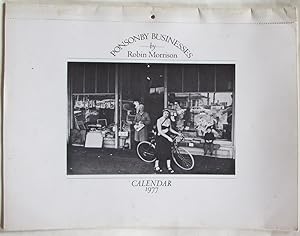 PONSONBY BUSINESSES
by
Robin Morrison
CALENDAR
1977